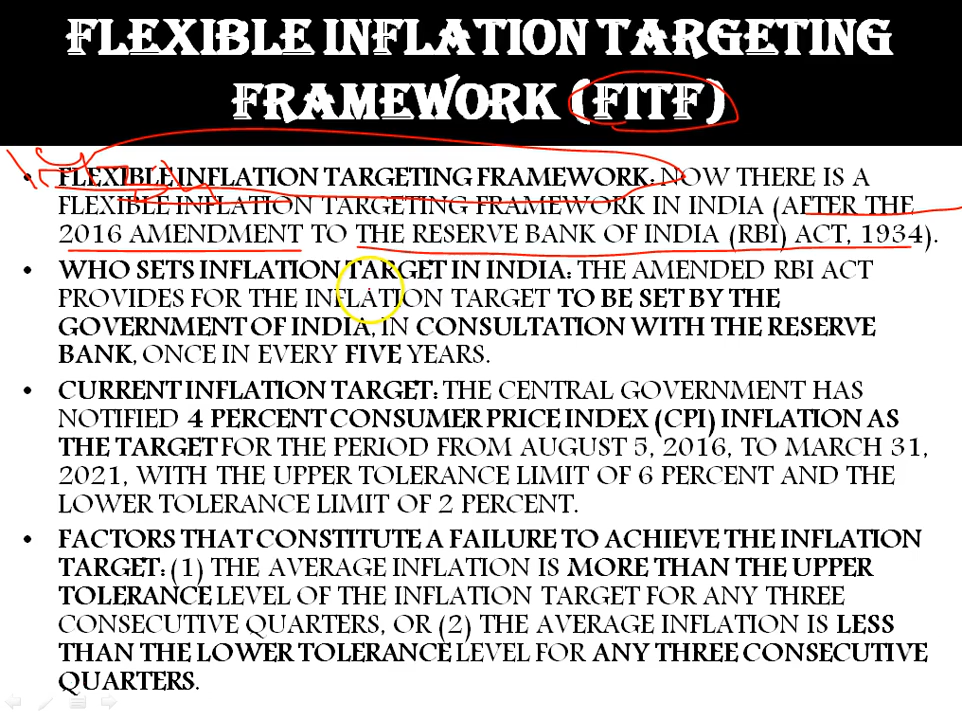 FLEXIBLE INFLATION TARGETING
FRAMEWORK (FITF)
• FLEXIBLE INFLATION TARGETING FRAMEWORK: NOW THERE IS A
FLEXIBLE INFLATION TARGETING FRAMEWORK IN INDIA (AFTER THE
2016 AMENDMENT TO THE RESERVE BANK OF INDIA (RBI) ACT, 1934).
• WHO SETS INFLATION TARGET IN INDIA: THE AMENDED RBI ACT
PROVIDES FOR THE INFLATION TARGET TO BE SET BY THE
GOVERNMENT OF INDIA, IN CONSULTATION WITH THE RESERVE
BANK, ONCE IN EVERY FIVE YEARS.
• CURRENT INFLATION TARGET: THE CENTRAL GOVERNMENT HAS
NOTIFIED 4 PERCENT CONSUMER PRICE INDEX (CPI) INFLATION AS
THE TARGET FOR THE PERIOD FROM AUGUST 5, 2016, TO MARCH 31,
2021, WITH THE UPPER TOLERANCE LIMIT OF 6 PERCENT AND THE
LOWER TOLERANCE LIMIT OF 2 PERCENT.
• FACTORS THAT CONSTITUTE A FAILURE TO ACHIEVE THE INFLATION
TARGET: (1) THE AVERAGE INFLATION IS MORE THAN THE UPPER
TOLERANCE LEVEL OF THE INFLATION TARGET FOR ANY THREE
CONSECUTIVE QUARTERS, OR (2) THE AVERAGE INFLATION IS LESS
THAN THE LOWER TOLERANCE LEVEL FOR ANY THREE CONSECUTIVE
QUARTERS.